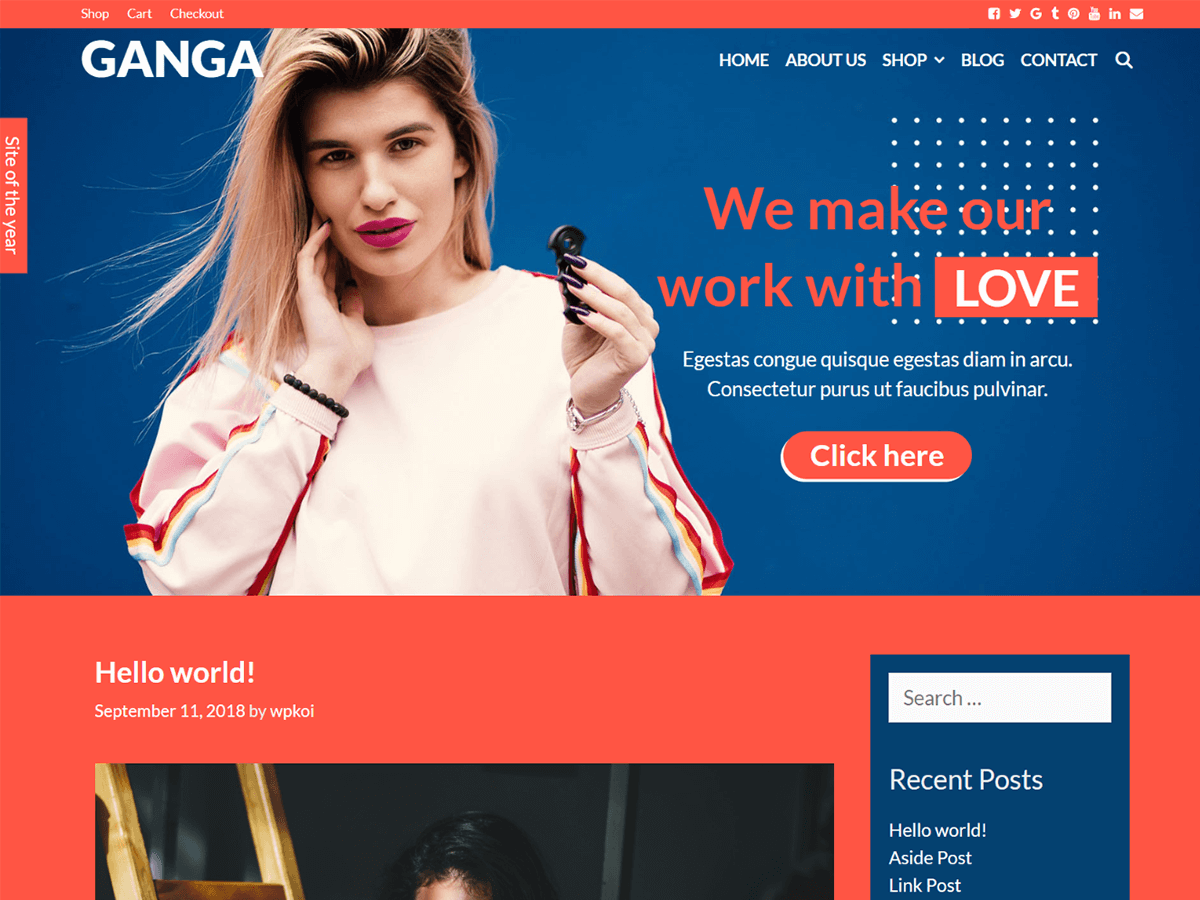 Shop Cart Checkout
GANGA
HOME ABOUT US SHOP BLOG CONTACT
Site of the year
We make our
work with LOVE
Egestas congue quisque egestas diam in arcu.
Consectetur purus ut faucibus pulvinar.
Click here
Hello world!
September 11, 2018 by wpkoi
Search ...
Recent Posts
Hello world!
Aside Post
Link Post